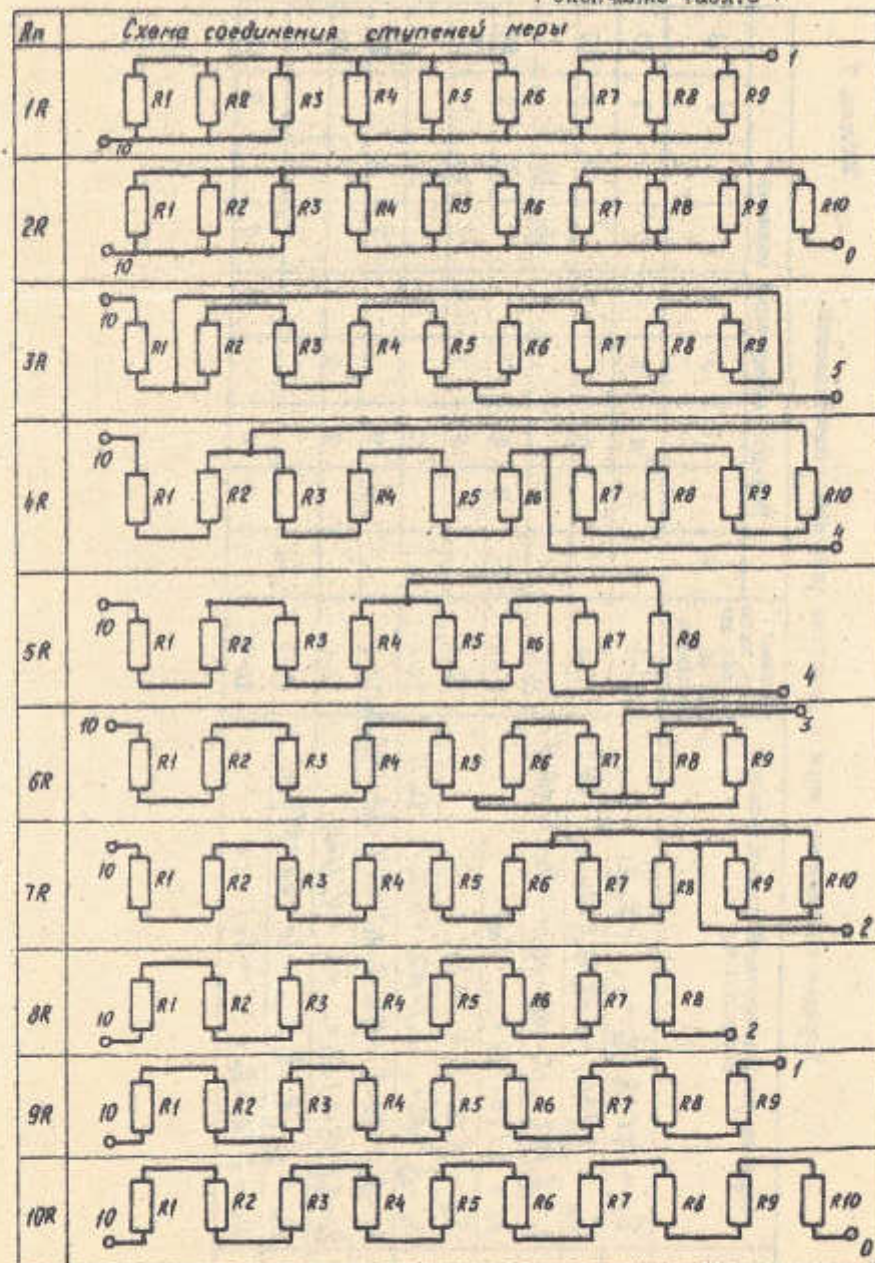 Rп Схема соединения ступеней меры
1R R1 R2 R3 R4 R5 R6 R7 R8 R9 1
10
2R R1 R2 R3 R4 R5 R6 R7 R8 R9 R10
10 0
10
3R R1 R2 R3 R4 R5 R6 R7 R8 R9 5
10
4R R1 R2 R3 R4 R5 R6 R7 R8 R9 R10
4
10
5R R1 R2 R3 R4 R5 R6 R7 R8
4
10 3
6R R1 R2 R3 R4 R5 R6 R7 R8 R9
10
7R R1 R2 R3 R4 R5 R6 R7 R8 R9 R10
2
8R R1 R2 R3 R4 R5 R6 R7 R8
10 2
1
9R R1 R2 R3 R4 R5 R6 R7 R8 R9
10
10R R1 R2 R3 R4 R5 R6 R7 R8 R9 R10
10 0